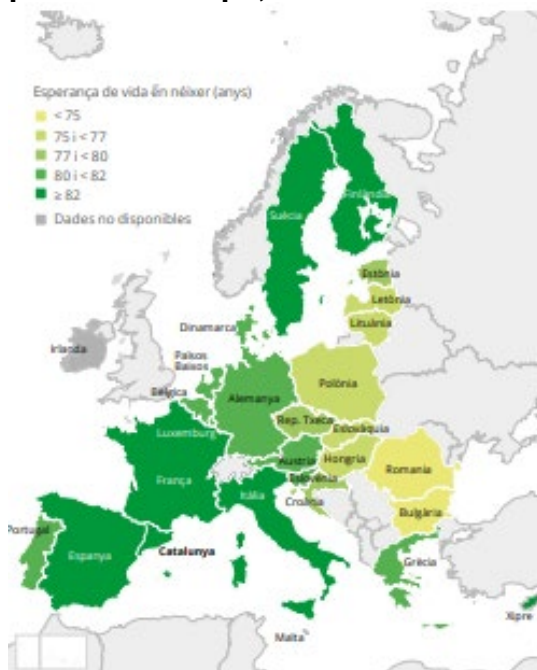 Esperança de vida en néixer (anys)
< 75
75 i < 77
77 i < 80
80 i < 82
≥ 82
Dades no disponibles
Finlàndia
Suècia
Estònia
Letònia
Lituània
Dinamarca
Irlanda
Països
Baixos
Polònia
Bèlgica
Alemanya
Rep. Txeca
Luxemburg
Eslovàquia
Àustria
Hongria
França
Eslovènia
Romania
Itàlia
Croàcia
Bulgària
Portugal
Espanya
Catalunya
Grècia
Xipre
Malta